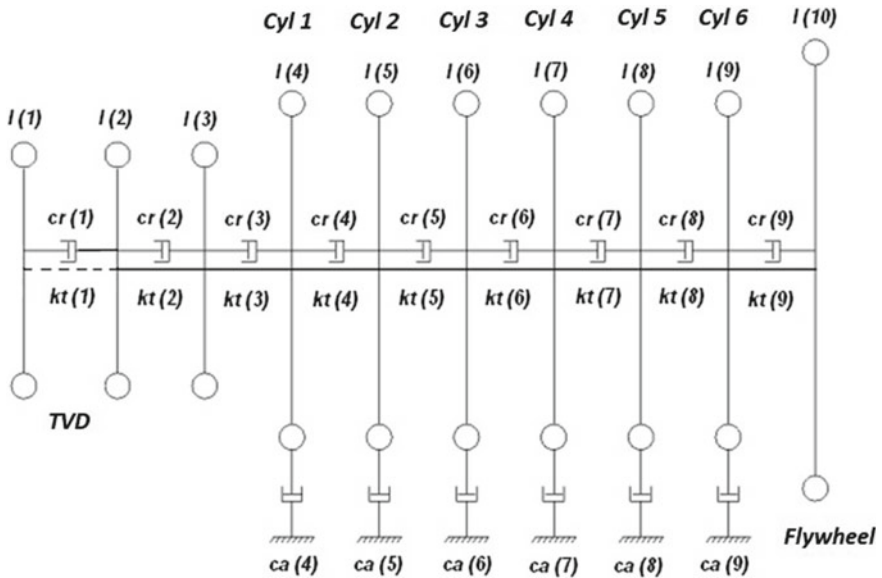 Cyl 1 Cyl 2 Cyl 3 Cyl 4 Cyl 5 Cyl 6 I (10)
I (4) I (5) I (6) I (7) I (8) I (9)
I (1) I (2) I (3)
cr (1) cr (2) cr (3) cr (4) cr (5) cr (6) cr (7) cr (8) cr (9)
kt (1) kt (2) kt (3) kt (4) kt (5) kt (6) kt (7) kt (8) kt (9)
TVD
Flywheel
ca (4) ca (5) ca (6) ca (7) ca (8) ca (9)